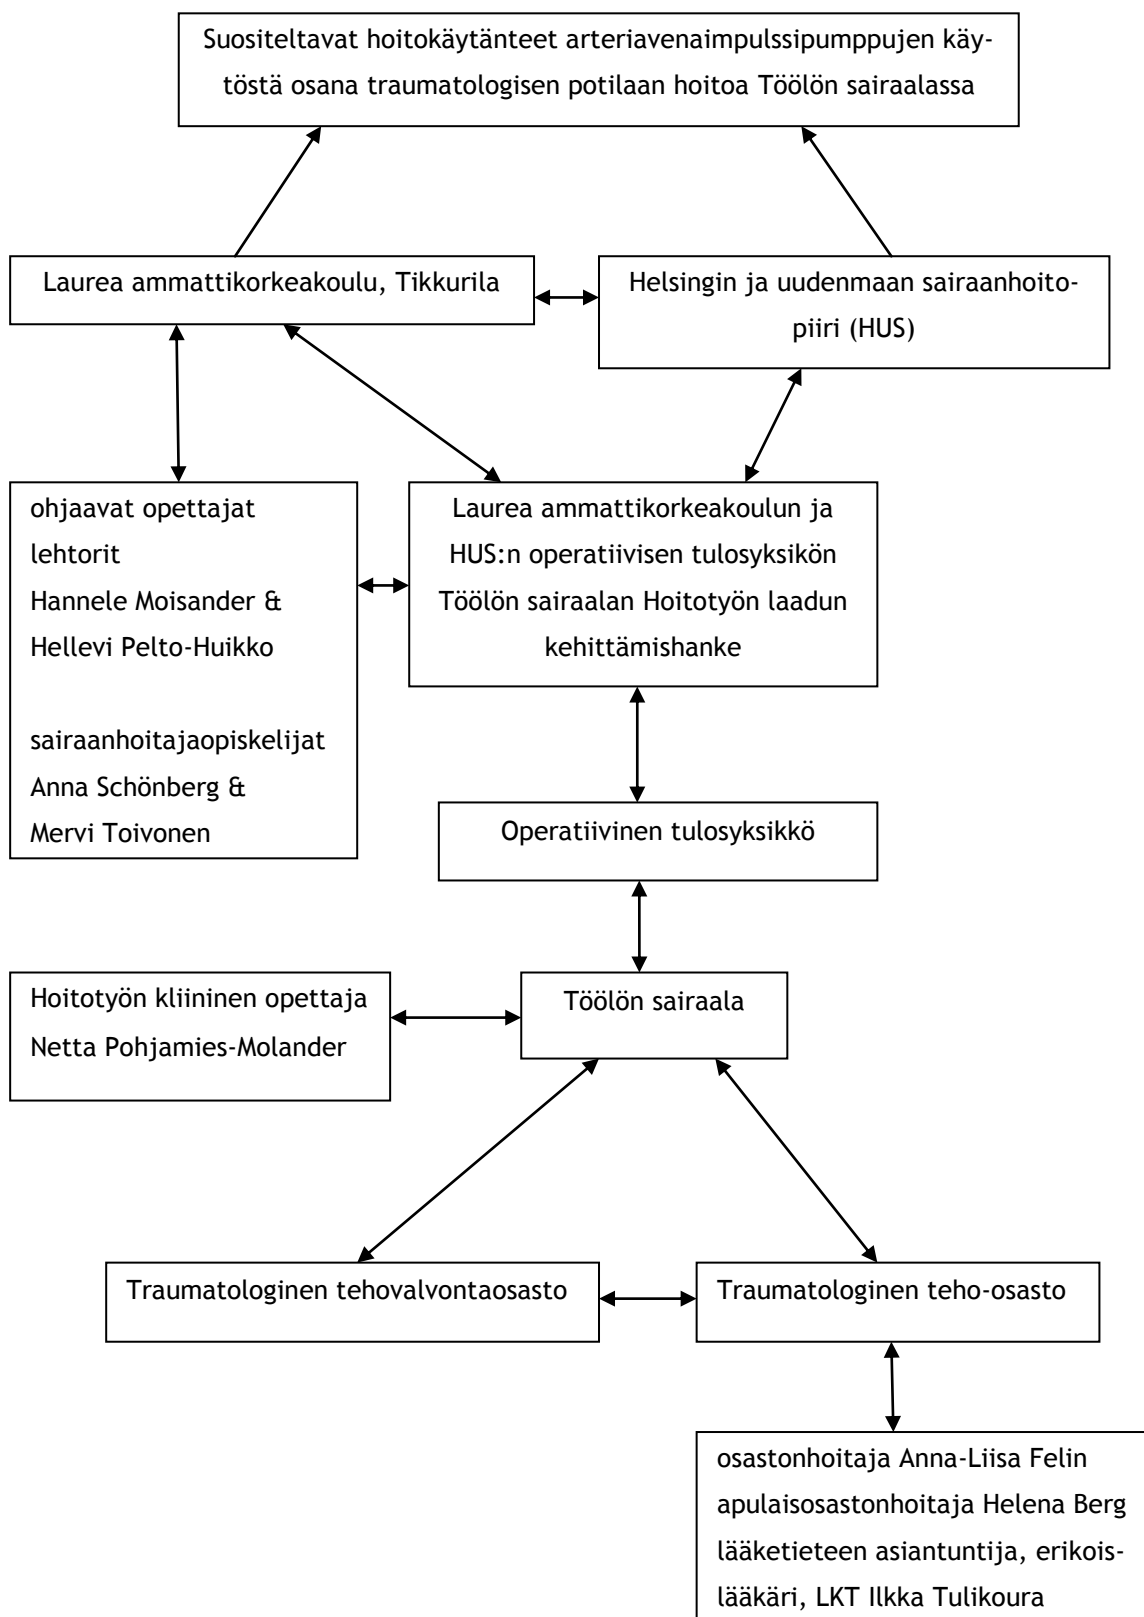 Suositeltavat hoitokäytänteet arteriavenaimpulssipumppujen käy-
töstä osana traumatologisen potilaan hoitoa Töölön sairaalassa
Laurea ammattikorkeakoulu, Tikkurila
Helsingin ja uudenmaan sairaanhoito-
piiri (HUS)
ohjaavat opettajat
lehtorit
Hannele Moisander &
Hellevi Pelto-Huikko
sairaanhoitajaopiskelijat
Anna Schönberg &
Mervi Toivonen
Laurea ammattikorkeakoulun ja
HUS:n operatiivisen tulosyksikön
Töölön sairaalan Hoitotyön laadun
kehittämishanke
Operatiivinen tulosyksikkö
Hoitotyön kliininen opettaja
Netta Pohjamies-Molander
Töölön sairaala
Traumatologinen tehovalvontaosasto
Traumatologinen teho-osasto
osastonhoitaja Anna-Liisa Felin
apulaisosastonhoitaja Helena Berg
lääketieteen asiantuntija, erikois-
lääkäri, LKT Ilkka Tulikoura